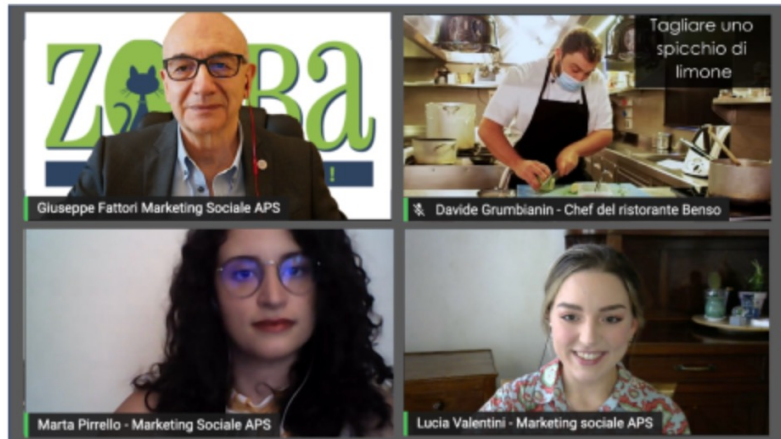 ZORBA
!
Giuseppe Fattori Marketing Sociale APS
Tagliare uno
spicchio di
limone
Davide Grumbianin - Chef del ristorante Benso
Marta Pirrello - Marketing Sociale APS
Lucia Valentini - Marketing sociale APS